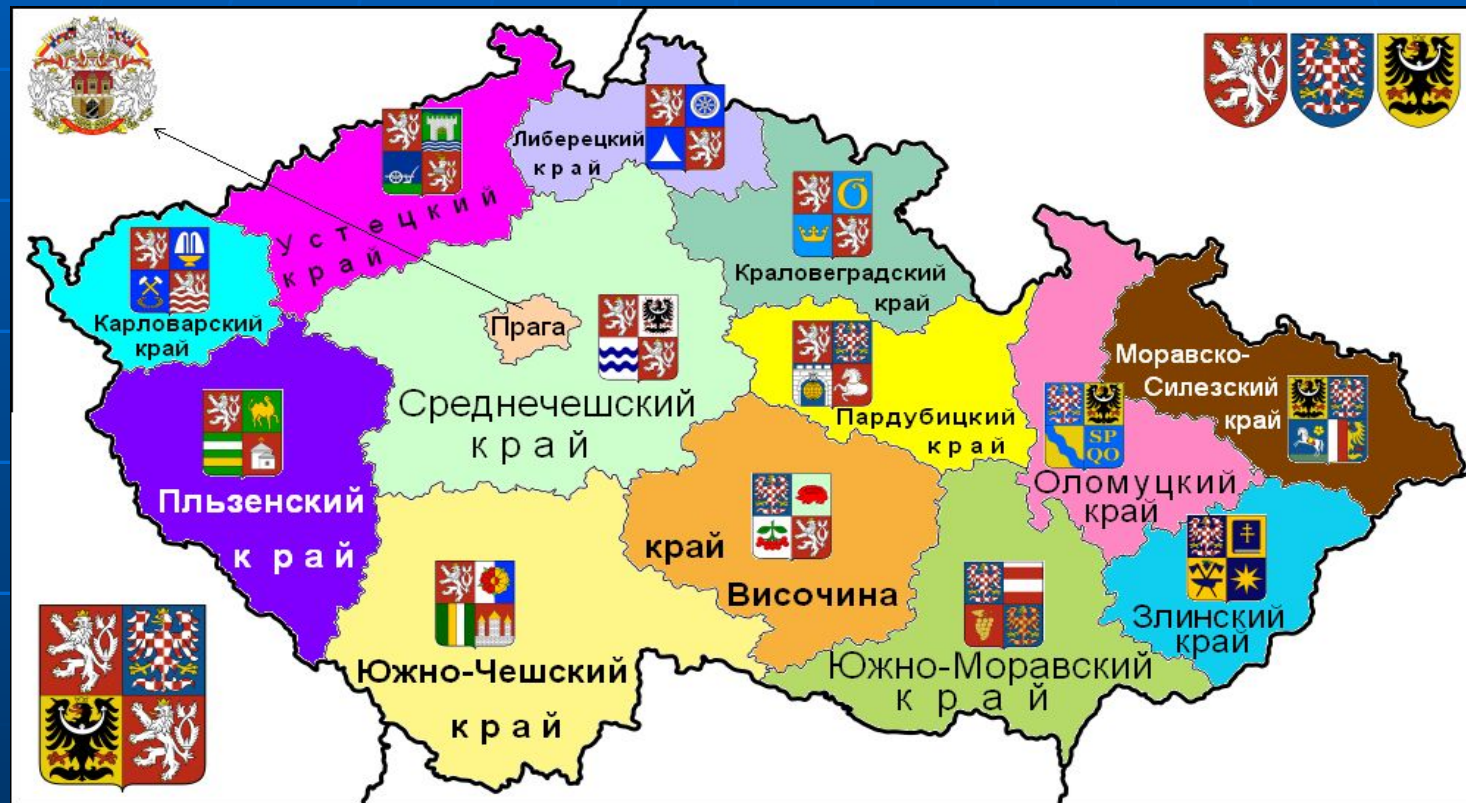 Либерецкий
край
Устецкий
край
Краловеградский
край
Карловарский
край
Прага
Моравско-
Силезский
край
Среднечешский
край
Пардубицкий
край
SP
QO
Пльзенский
край
Оломуцкий
край
край
Височина
Злинский
край
Южно-Чешский
край
Южно-Моравский
край